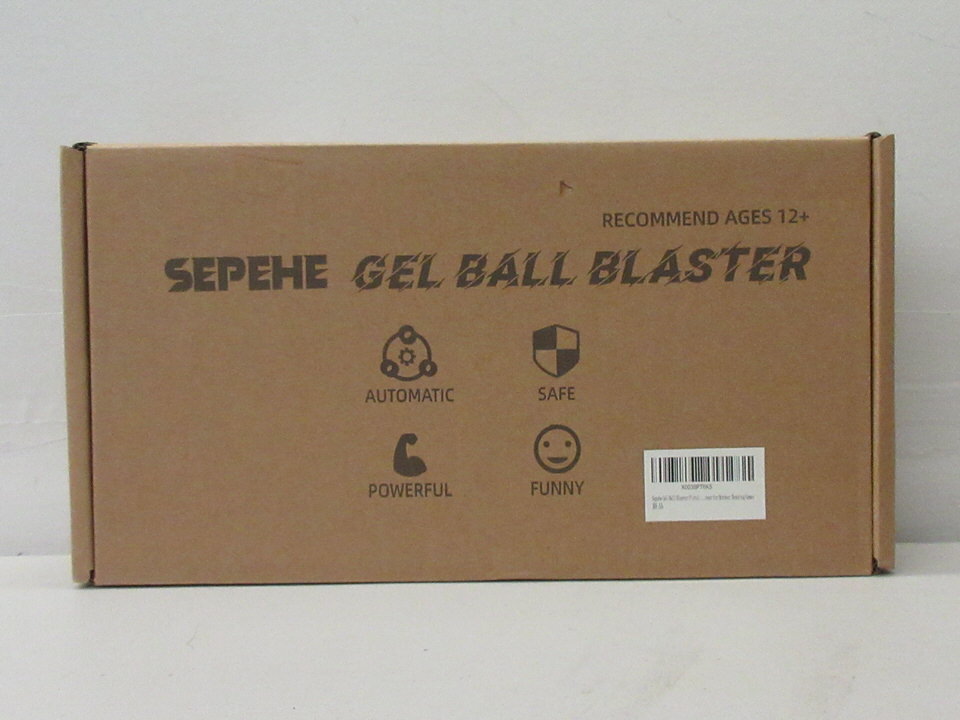 RECOMMEND AGES 12+
SEPEHE GEL BALL BLASTER
AUTOMATIC
SAFE
POWERFUL
FUNNY